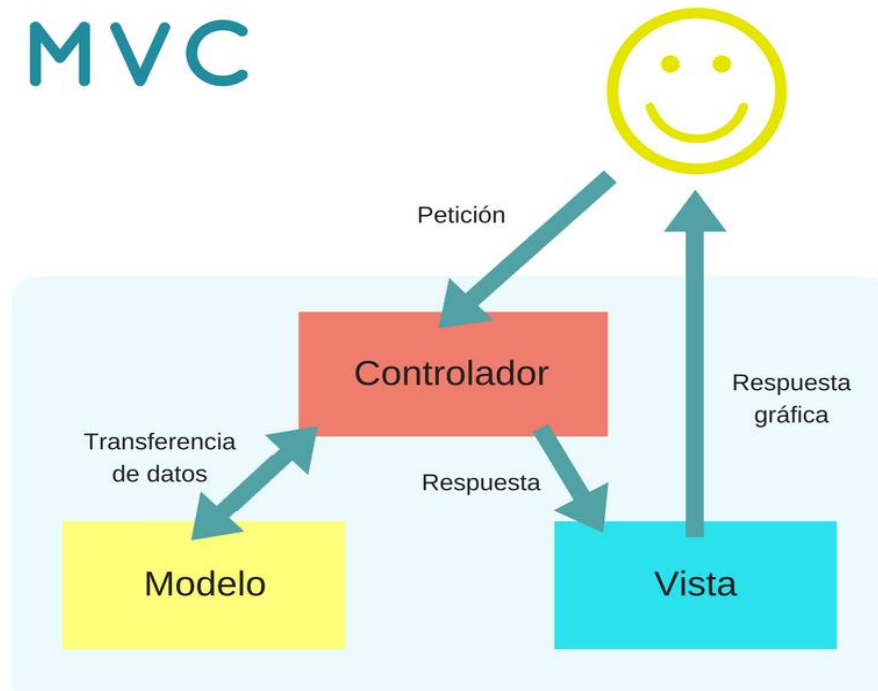 MVC
Petición
Controlador
Respuesta
gráfica
Transferencia
de datos
Respuesta
Modelo
Vista